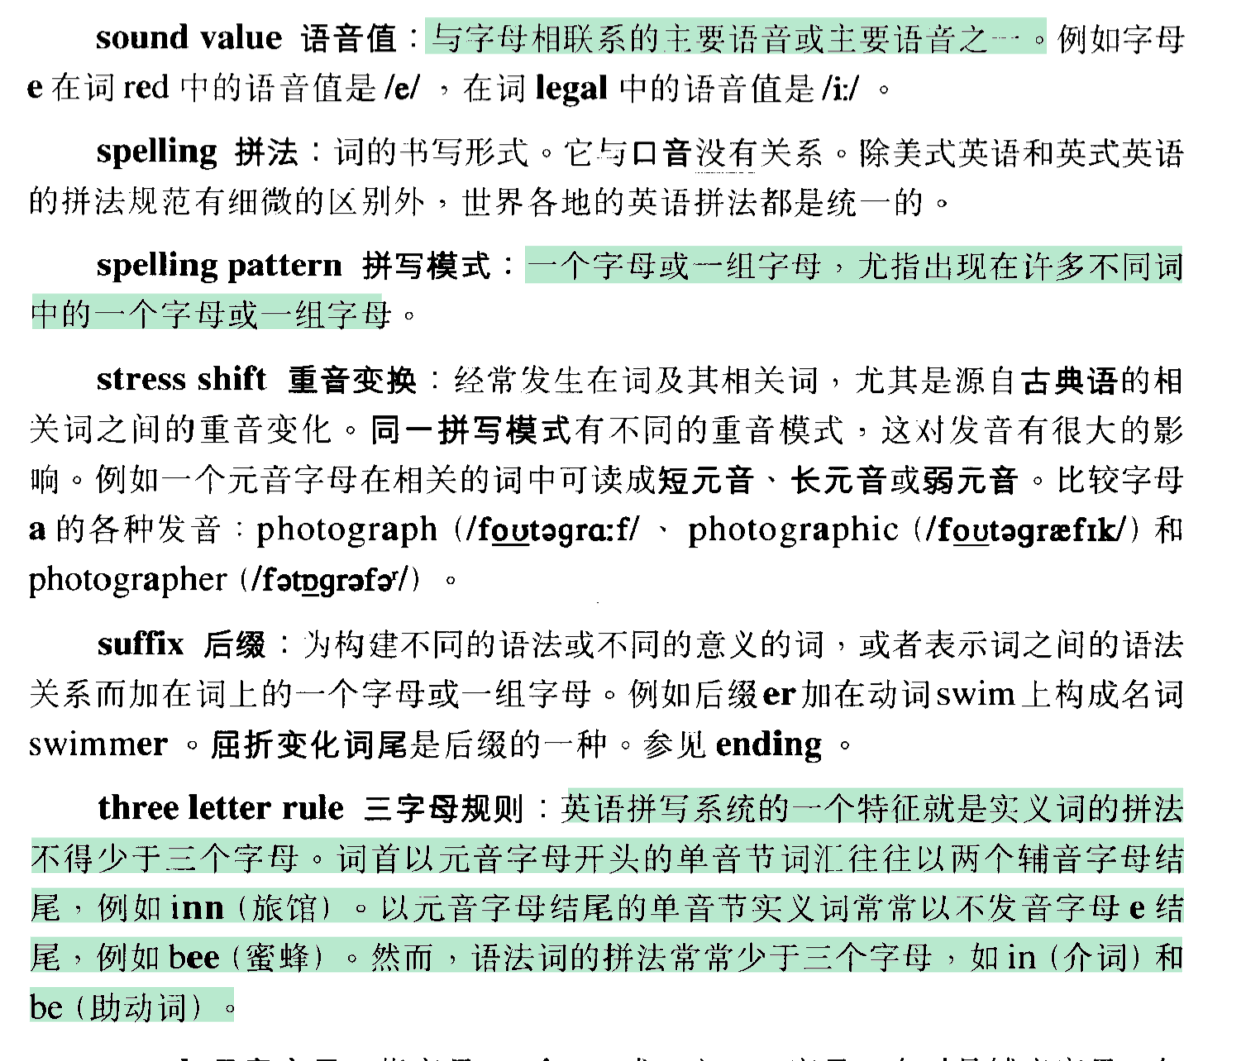 sound value 语音值：与字母相联系的主要语音或主要语音之一。例如字母
e 在词 red 中的语音值是 /e/，在词 legal 中的语音值是 /i:/。
spelling 拼法：词的书写形式。它与口音没有关系。除美式英语和英式英语
的拼法规范有细微的区别外，世界各地的英语拼法都是统一的。
spelling pattern 拼写模式：一个字母或一组字母，尤指出现在许多不同词
中的一个字母或一组字母。
stress shift 重音变换：经常发生在词及其相关词，尤其是源自古典语的相
关词之间的重音变化。同一拼写模式有不同的重音模式，这对发音有很大的影
响。例如一个元音字母在相关的词中可读成短元音、长元音或弱元音。比较字母
a 的各种发音：photograph (/foʊtəgrɑ:f/、 photographic (/foʊtəgræfɪk/) 和
photographer (/fətɒgrəfəʳ/) 。
suffix 后缀：为构建不同的语法或不同的意义的词，或者表示词之间的语法
关系而加在词上的一个字母或一组字母。例如后缀 er 加在动词 swim 上构成名词
swimmer 。屈折变化词尾是后缀的一种。参见 ending 。
three letter rule 三字母规则：英语拼写系统的一个特征就是实义词的拼法
不得少于三个字母。词首以元音字母开头的单音节词汇往往以两个辅音字母结
尾，例如 inn（旅馆）。以元音字母结尾的单音节实义词常常以不发音字母 e 结
尾，例如 bee（蜜蜂）。然而，语法词的拼法常常少于三个字母，如 in（介词）和
be（助动词）。